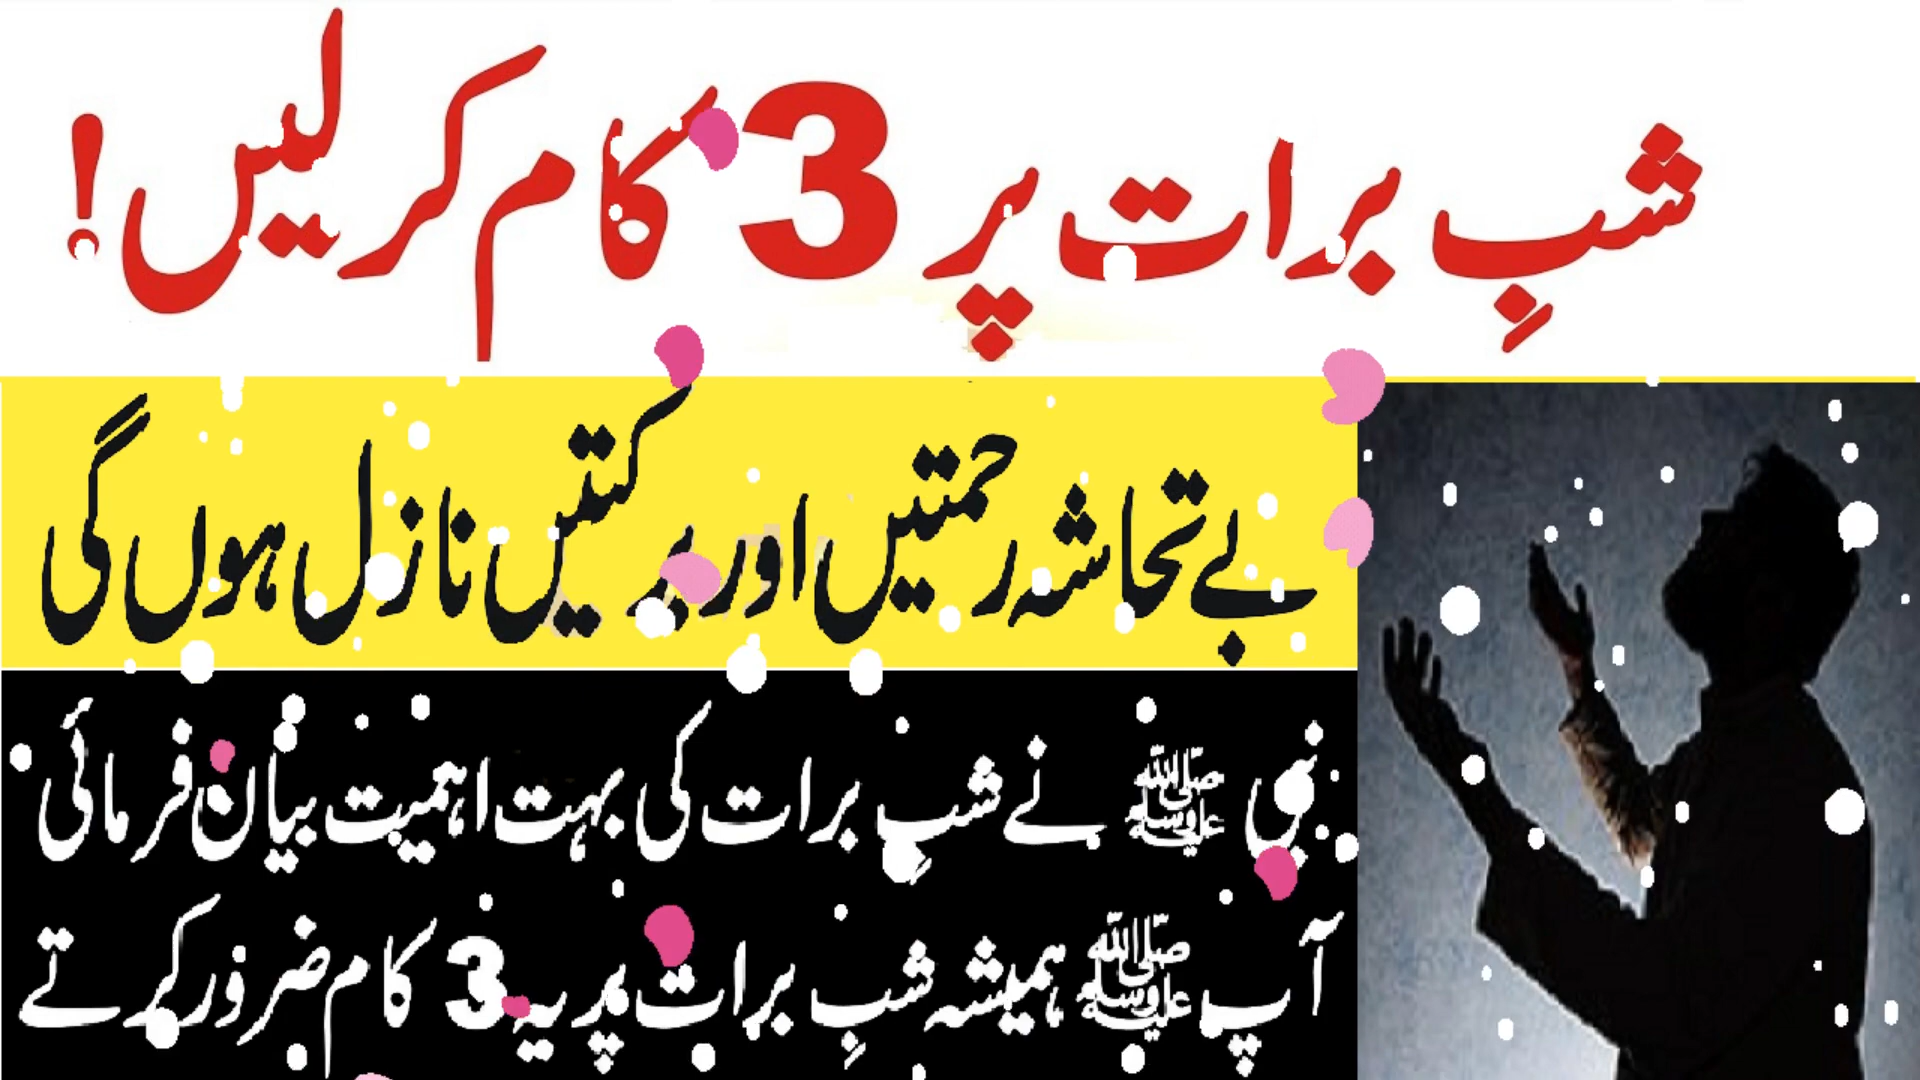 شبِ برات پر 3 کام کرلیں!
بے تحاشہ رحمتیں اور برکتیں نازل ہوں گی
نبی ﷺ نے شبِ برات کی بہت اہمیت بیان فرمائی
آپ ﷺ ہمیشہ شبِ برات پر یہ 3 کام ضرور کرتے